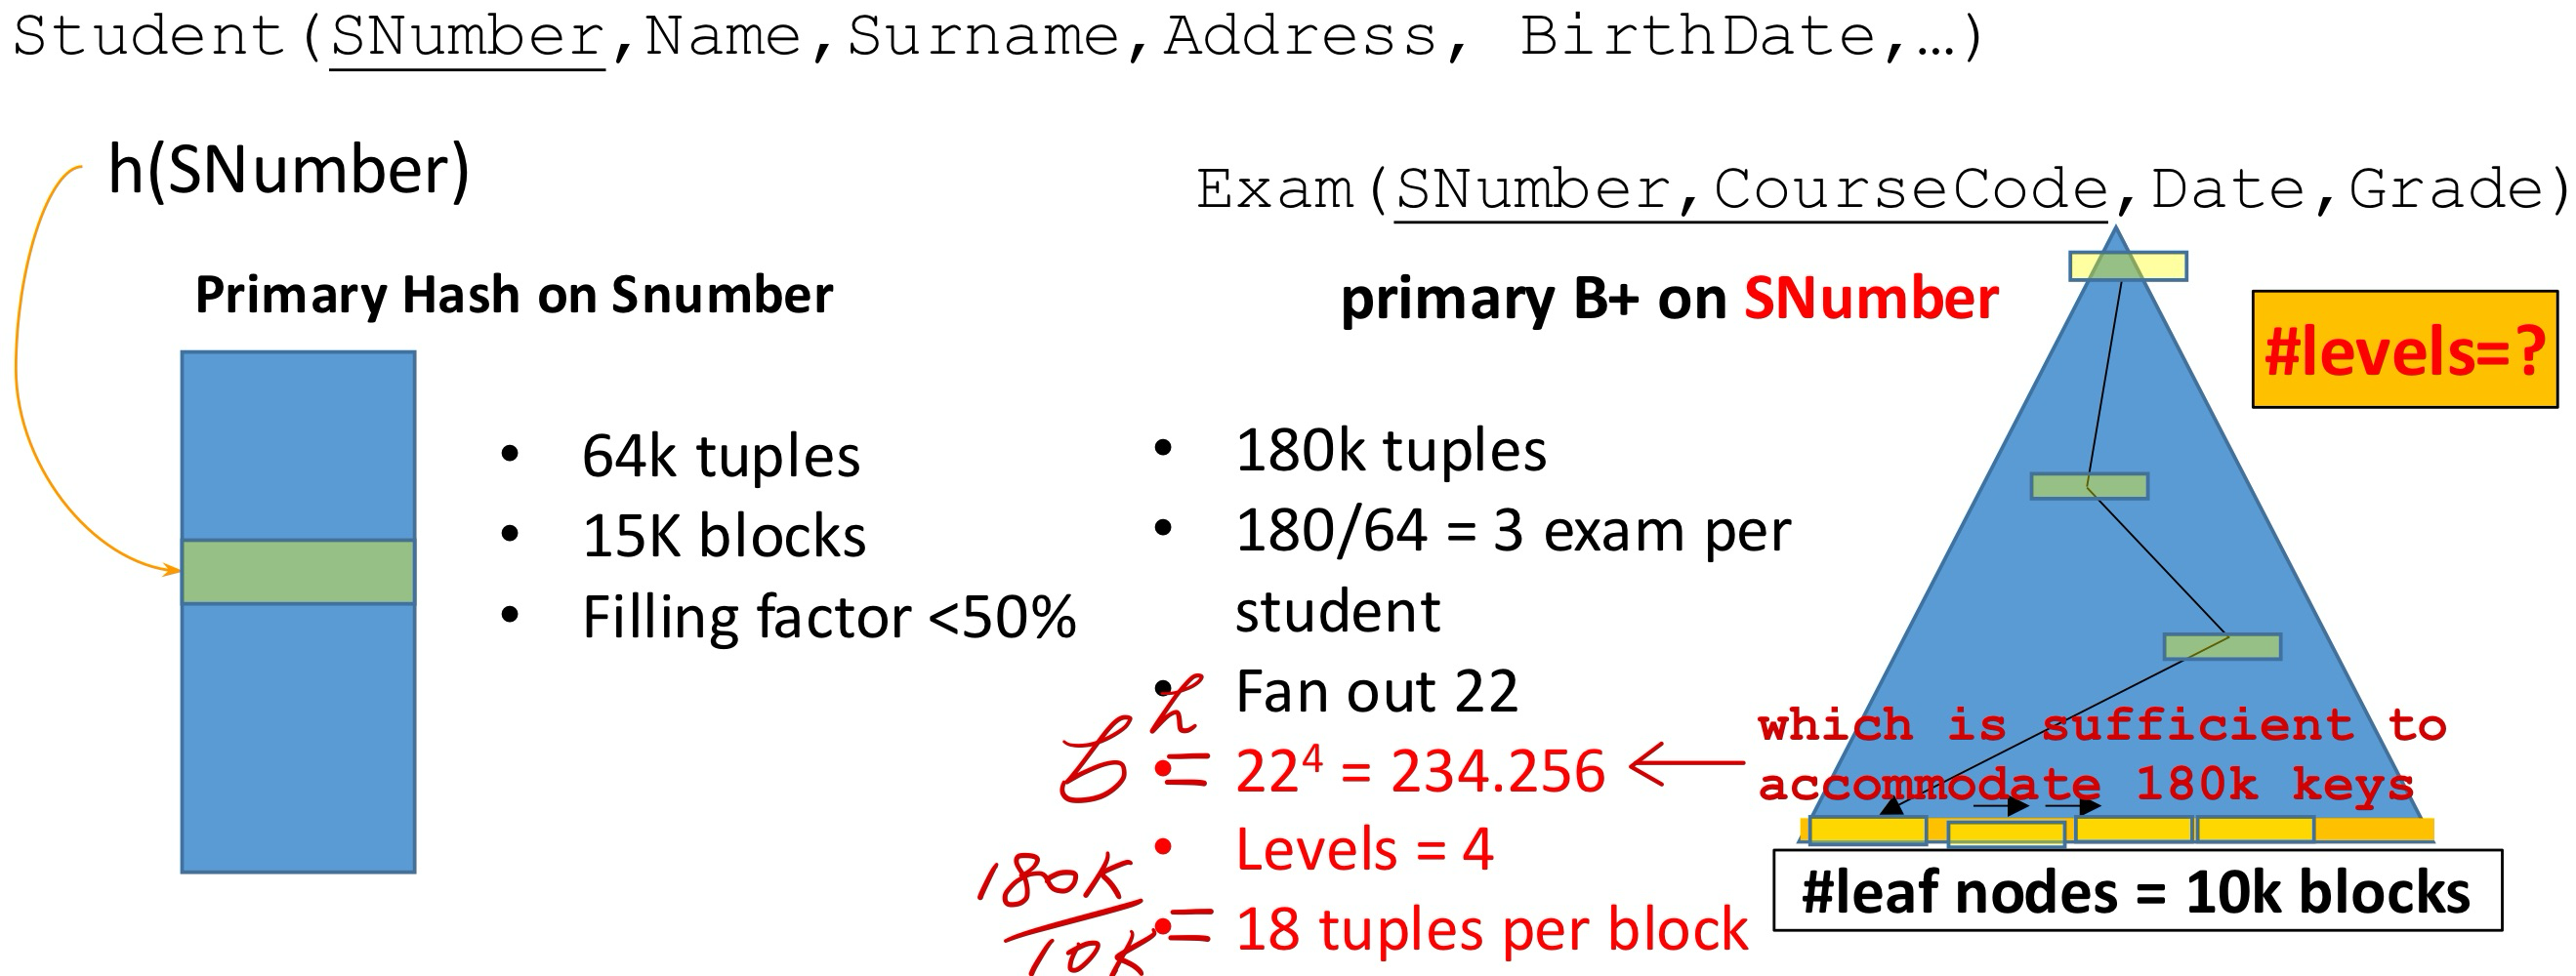 Student(SNumber,Name,Surname,Address, BirthDate,…)
h(SNumber)
Primary Hash on Snumber
• 64k tuples
• 15K blocks
• Filling factor <50%
Exam(SNumber,CourseCode,Date,Grade)
primary B+ on SNumber
#levels=?
• 180k tuples
• 180/64 = 3 exam per
student
• Fan out 22
b^h = 22⁴ = 234.256
which is sufficient to
accommodate 180k keys
• Levels = 4
180K/10K = 18 tuples per block
#leaf nodes = 10k blocks